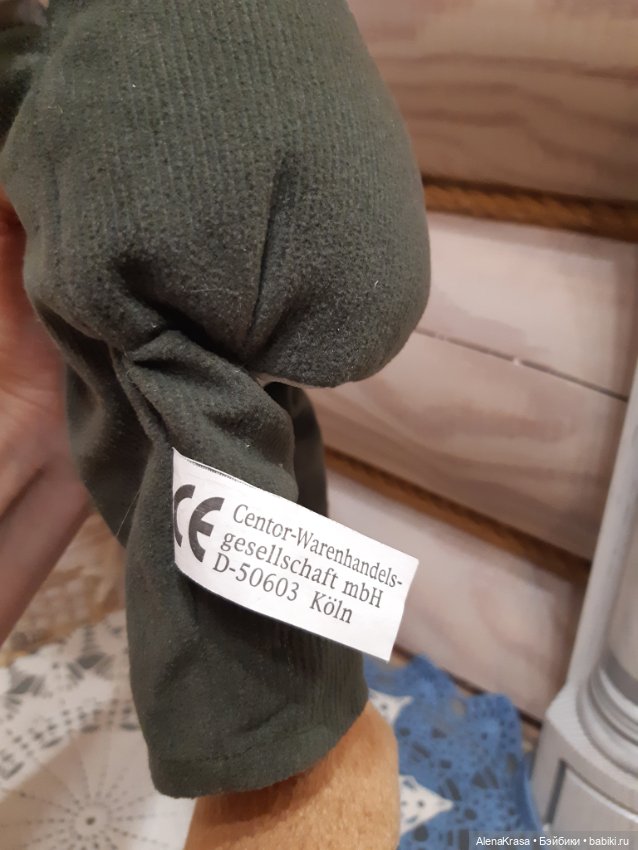 CE
Centor-Warenhandels-
gesellschaft mbH
D-50603 Köln
AlenaKrasa • Бэйбики • babiki.ru